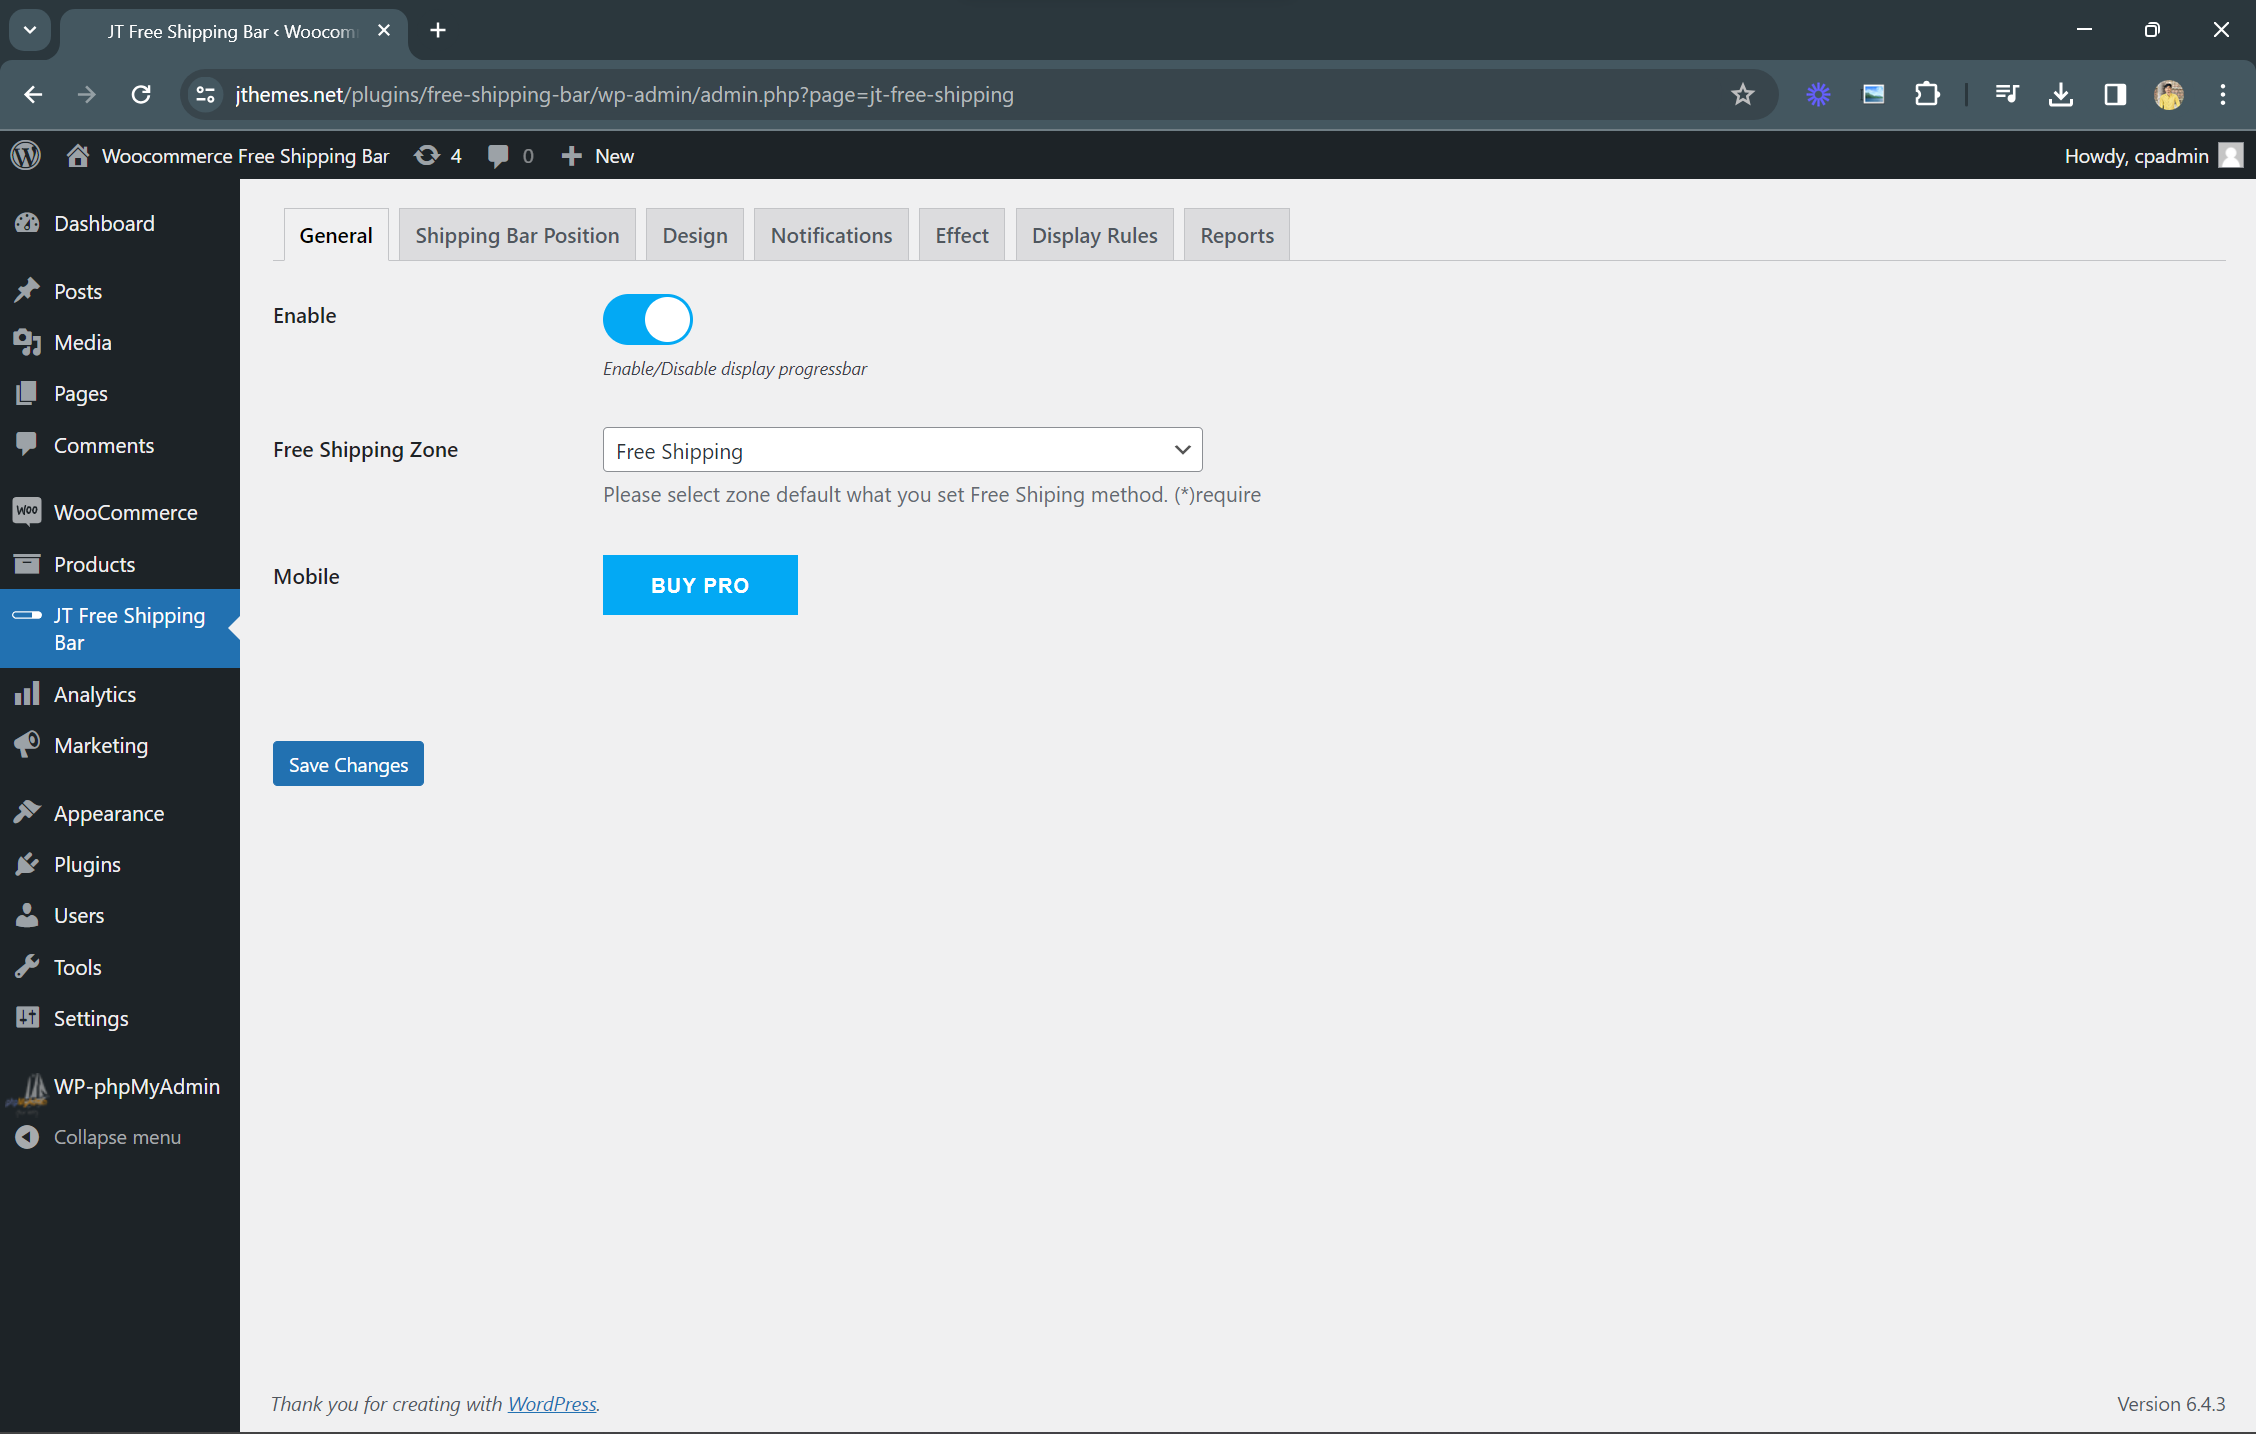 JT Free Shipping Bar ‹ Woocom
jthemes.net/plugins/free-shipping-bar/wp-admin/admin.php?page=jt-free-shipping
Woocommerce Free Shipping Bar 4 0 New
Howdy, cpadmin
Dashboard
Posts
Media
Pages
Comments
WooCommerce
Products
JT Free Shipping
Bar
Analytics
Marketing
Appearance
Plugins
Users
Tools
Settings
WP-phpMyAdmin
Collapse menu
General Shipping Bar Position Design Notifications Effect Display Rules Reports
Enable
Enable/Disable display progressbar
Free Shipping Zone
Free Shipping
Please select zone default what you set Free Shiping method. (*)require
Mobile
BUY PRO
Save Changes
Thank you for creating with WordPress.
Version 6.4.3